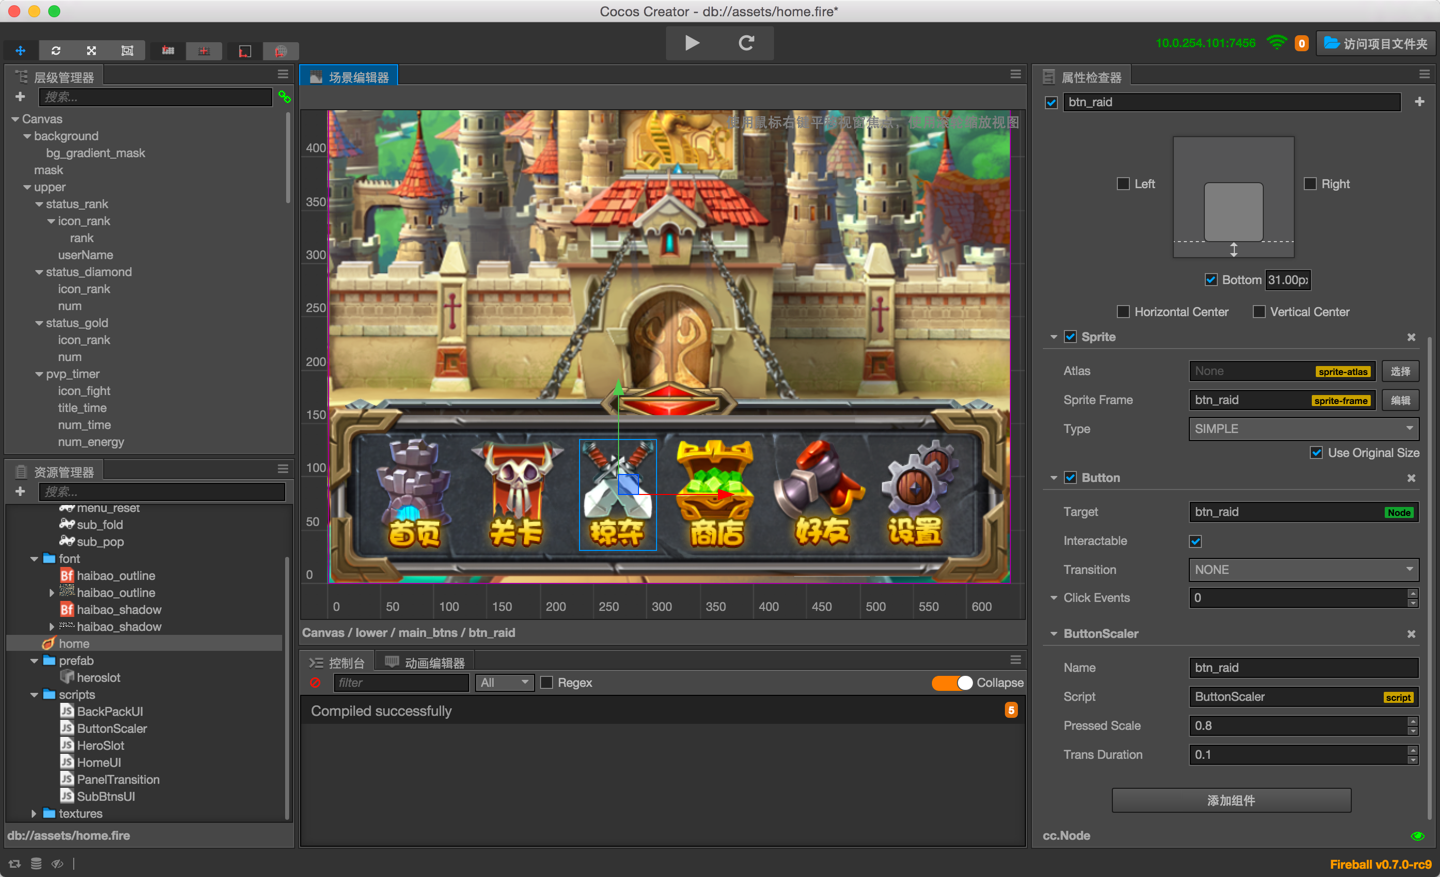 Cocos Creator - db://assets/home.fire*
10.0.254.101:7456
0
访问项目文件夹
层级管理器
搜索...
Canvas
background
bg_gradient_mask
mask
upper
status_rank
icon_rank
rank
userName
status_diamond
icon_rank
num
status_gold
icon_rank
num
pvp_timer
icon_fight
title_time
num_time
num_energy
资源管理器
搜索...
menu_reset
sub_fold
sub_pop
font
Bf haibao_outline
haibao_outline
Bf haibao_shadow
haibao_shadow
home
prefab
heroslot
scripts
JS BackPackUI
JS ButtonScaler
JS HeroSlot
JS HomeUI
JS PanelTransition
JS SubBtnsUI
textures
db://assets/home.fire
场景编辑器
使用鼠标右键平移视窗焦点
放视图
400
350
300
250
200
150
100
50
0
首页
关卡
掠夺
商店
好友
设置
0 50 100 150 200 250 300 350 400 450 500 550 600
Canvas / lower / main_btns / btn_raid
控制台
动画编辑器
filter
All
Regex
Collapse
Compiled successfully
5
属性检查器
btn_raid
Left
Right
Bottom 31.00px
Horizontal Center
Vertical Center
Sprite
Atlas None sprite-atlas 选择
Sprite Frame btn_raid sprite-frame 编辑
Type SIMPLE
Use Original Size
Button
Target btn_raid Node
Interactable
Transition NONE
Click Events 0
ButtonScaler
Name btn_raid
Script ButtonScaler script
Pressed Scale 0.8
Trans Duration 0.1
添加组件
cc.Node
Fireball v0.7.0-rc9